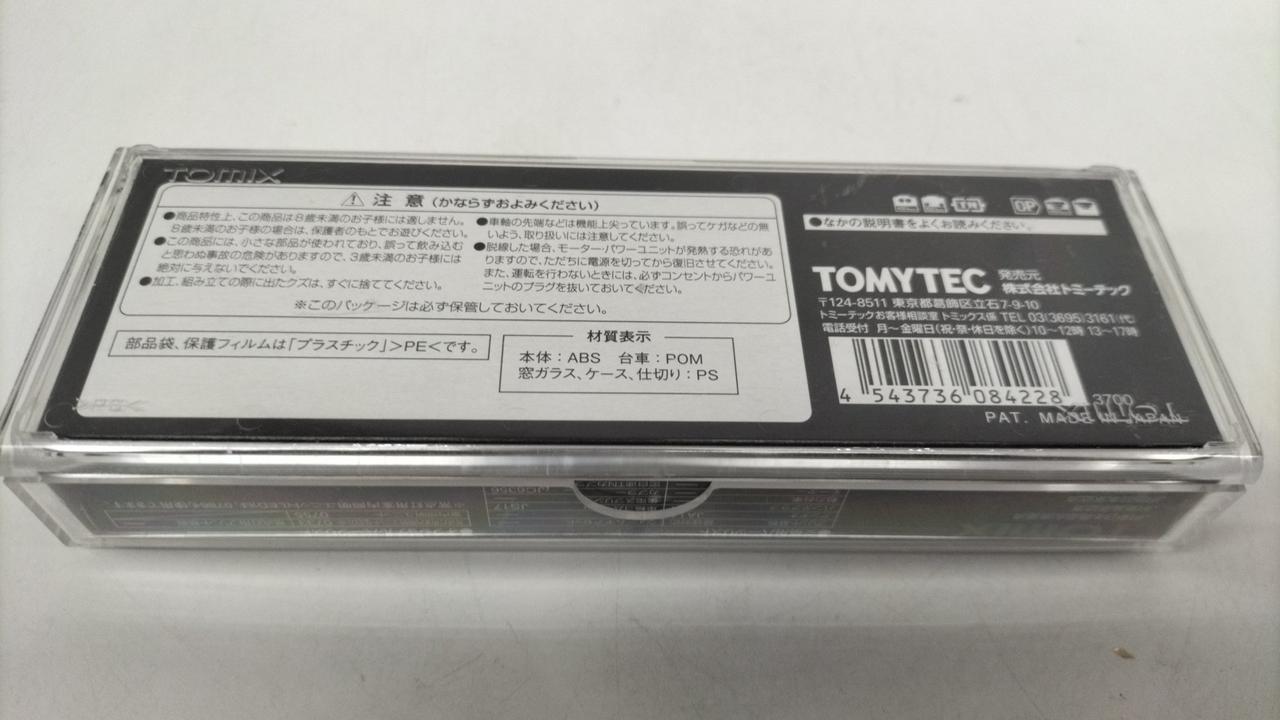 TOMIX
注意 (かならずおよみください)
●商品特性上、この商品は8歳未満のお子様には適しません。
8歳未満のお子様の場合は、保護者のもとでお遊びください。
●この商品には、小さな部品が使われており、誤って飲み込む
と思わぬ事故の危険がありますので、3歳未満のお子様には
絶対に与えないでください。
●加工、組み立ての際に出たクズは、すぐに捨ててください。
●車軸の先端などは機能上尖っています。誤ってケガなどの無
いよう、取り扱いには注意してください。
●脱線した場合、モーター・パワーユニットが発熱する恐れがあ
りますので、ただちに電源を切ってから復旧させてください。
また、運転を行わないときには、必ずコンセントからパワーユ
ニットのプラグを抜いておいてください。
※このパッケージは必ず保管しておいてください。
部品袋、保護フィルムは「プラスチック」>PE<です。
材質表示
本体：ABS 台車：POM
窓ガラス、ケース、仕切り：PS
OP
●なかの説明書をよくお読みください。
TOMYTEC 発売元 株式会社トミーテック
〒124-8511 東京都葛飾区立石7-9-10
トミーテックお客様相談室 トミックス係 TEL 03(3695)3161(代)
電話受付 月〜金曜日(祝・祭・休日を除く)10〜12時 13〜17時
4 543736 084228
3700
PAT. MADE IN JAPAN